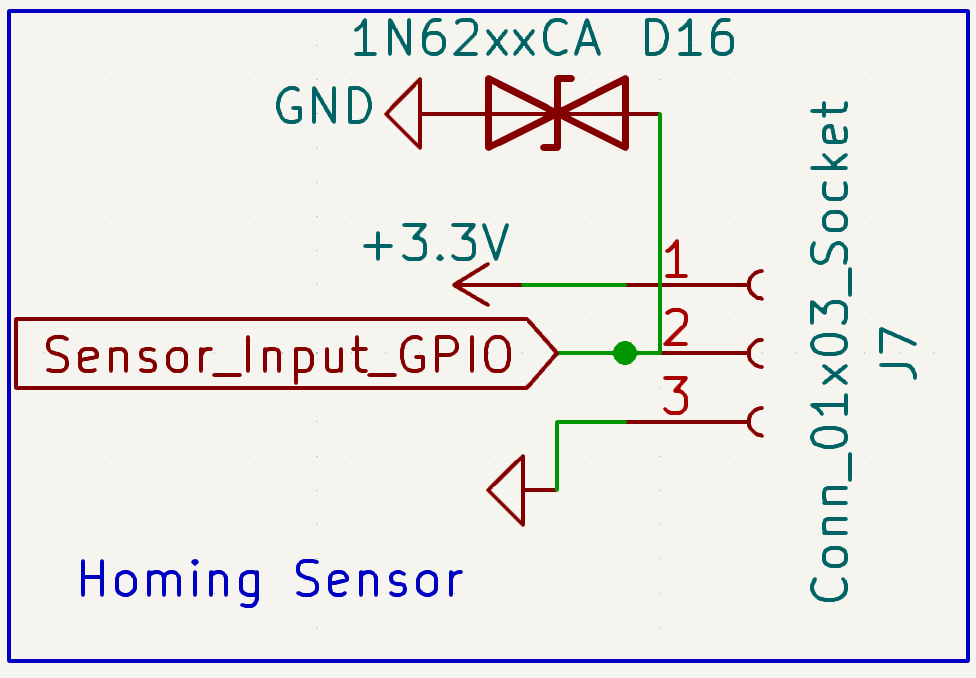 1N62xxCA D16
GND
+3.3V
1
Sensor_Input_GPIO
2
3
Conn_01x03_Socket
J7
Homing Sensor